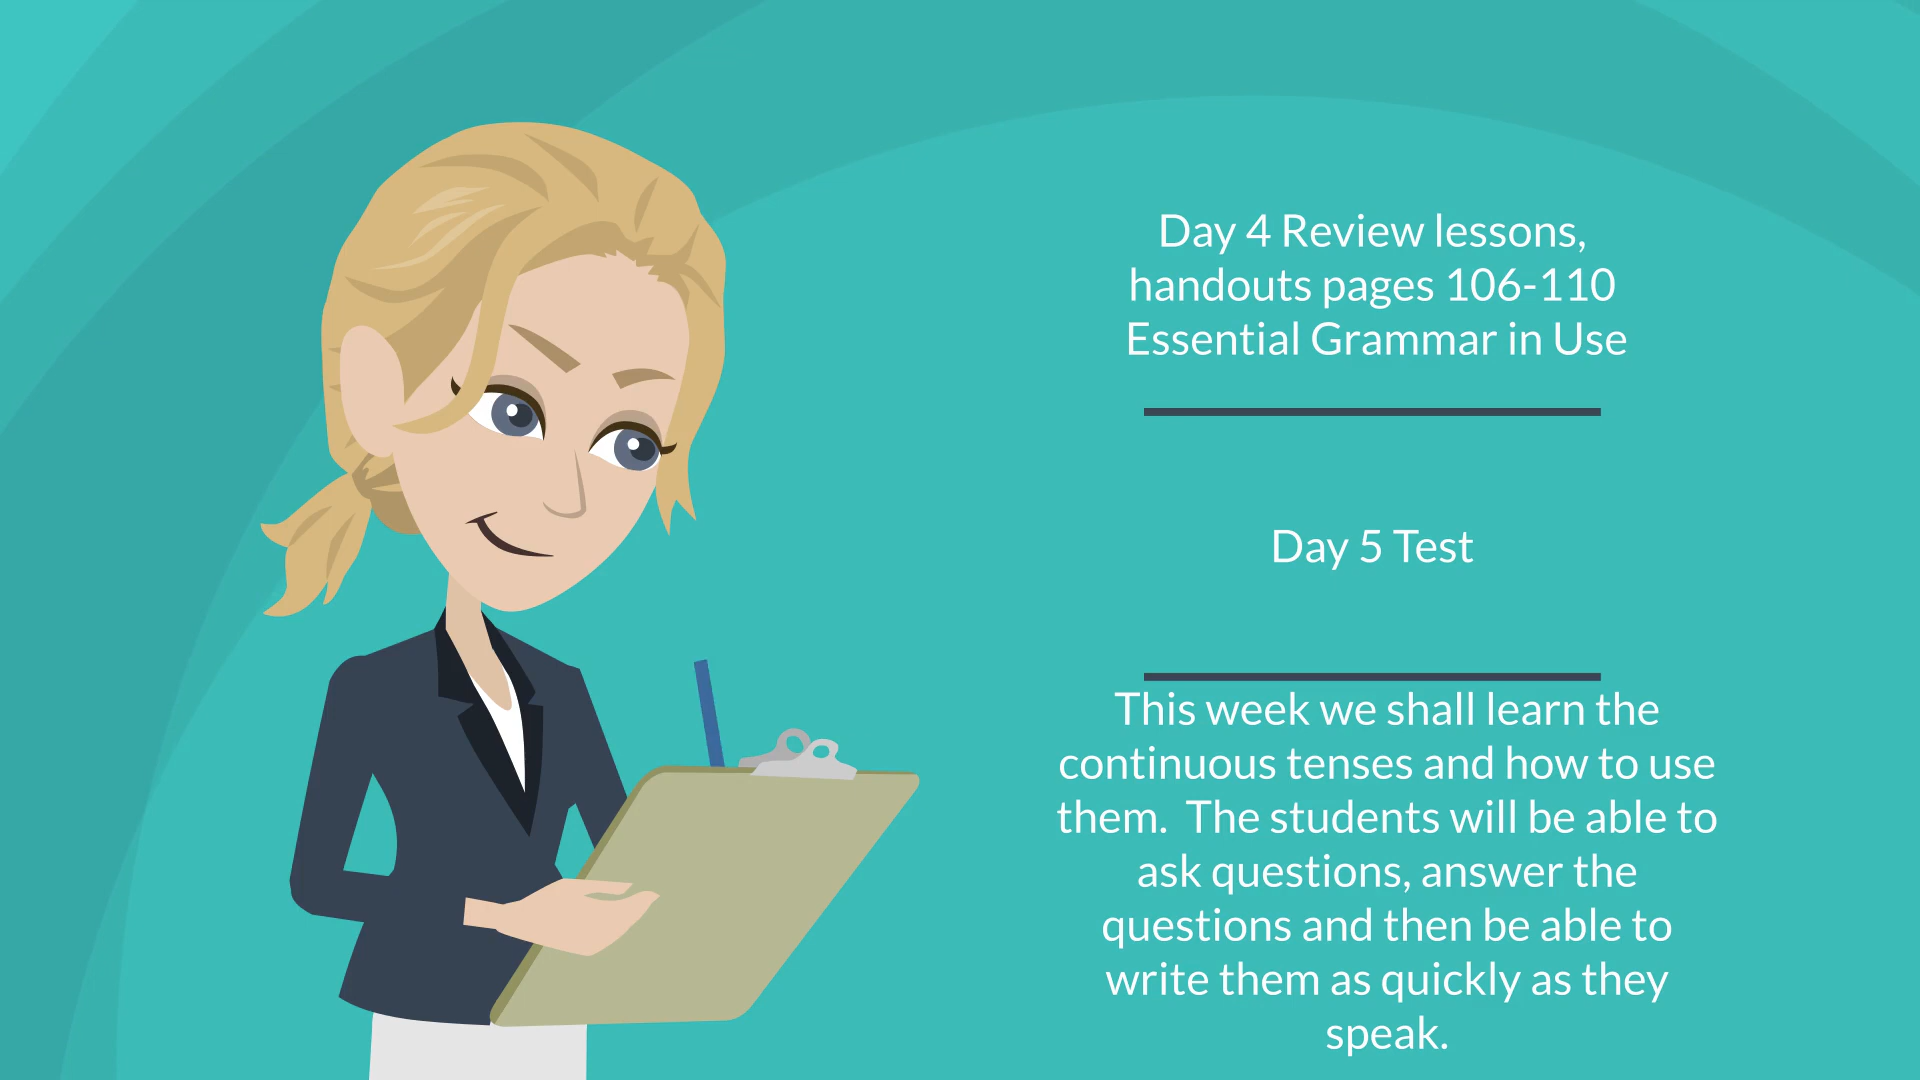 Day 4 Review lessons,
handouts pages 106-110
Essential Grammar in Use
Day 5 Test
This week we shall learn the
continuous tenses and how to use
them.  The students will be able to
ask questions, answer the
questions and then be able to
write them as quickly as they
speak.